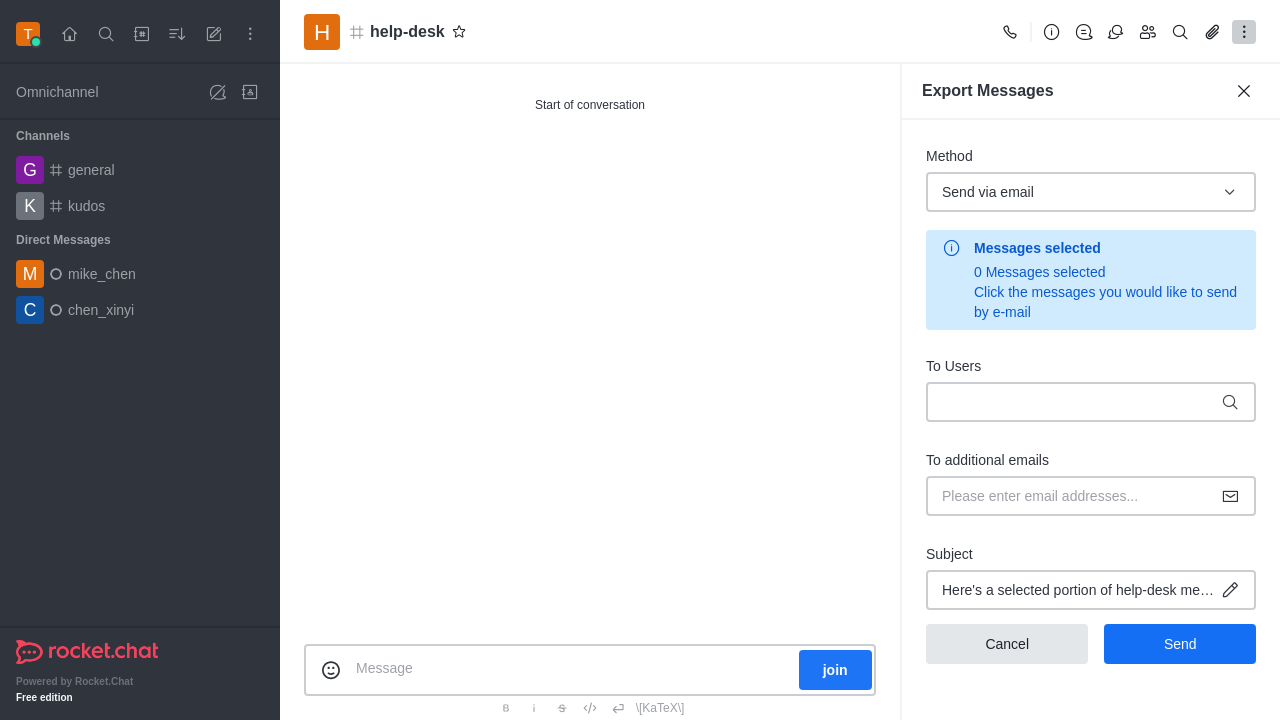 T
Omnichannel
Channels
G general
K kudos
Direct Messages
M mike_chen
C chen_xinyi
rocket.chat
Powered by Rocket.Chat
Free edition
H help-desk
Start of conversation
Message
join
B i S \[KaTeX\]
Export Messages
Method
Send via email
Messages selected
0 Messages selected
Click the messages you would like to send
by e-mail
To Users
To additional emails
Please enter email addresses...
Subject
Here's a selected portion of help-desk me…
Cancel
Send